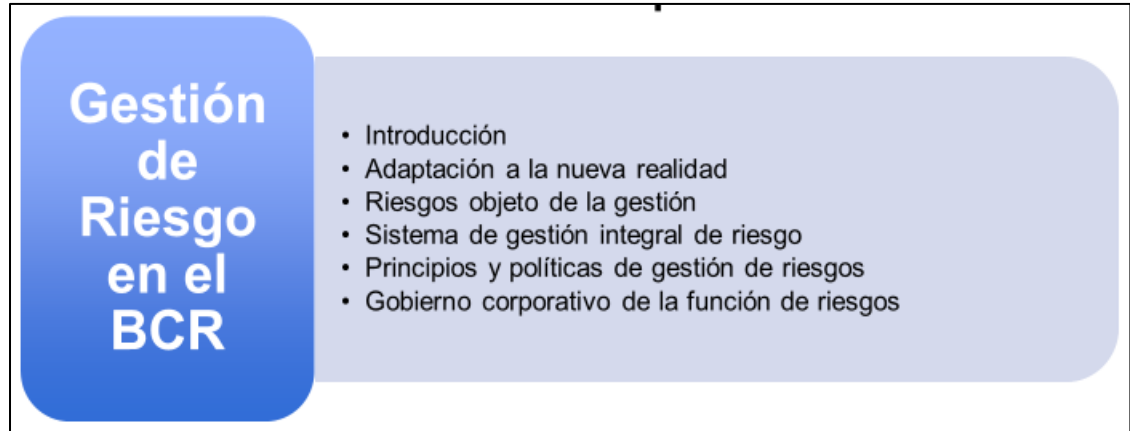 Gestión
de
Riesgo
en el
BCR
• Introducción
• Adaptación a la nueva realidad
• Riesgos objeto de la gestión
• Sistema de gestión integral de riesgo
• Principios y políticas de gestión de riesgos
• Gobierno corporativo de la función de riesgos